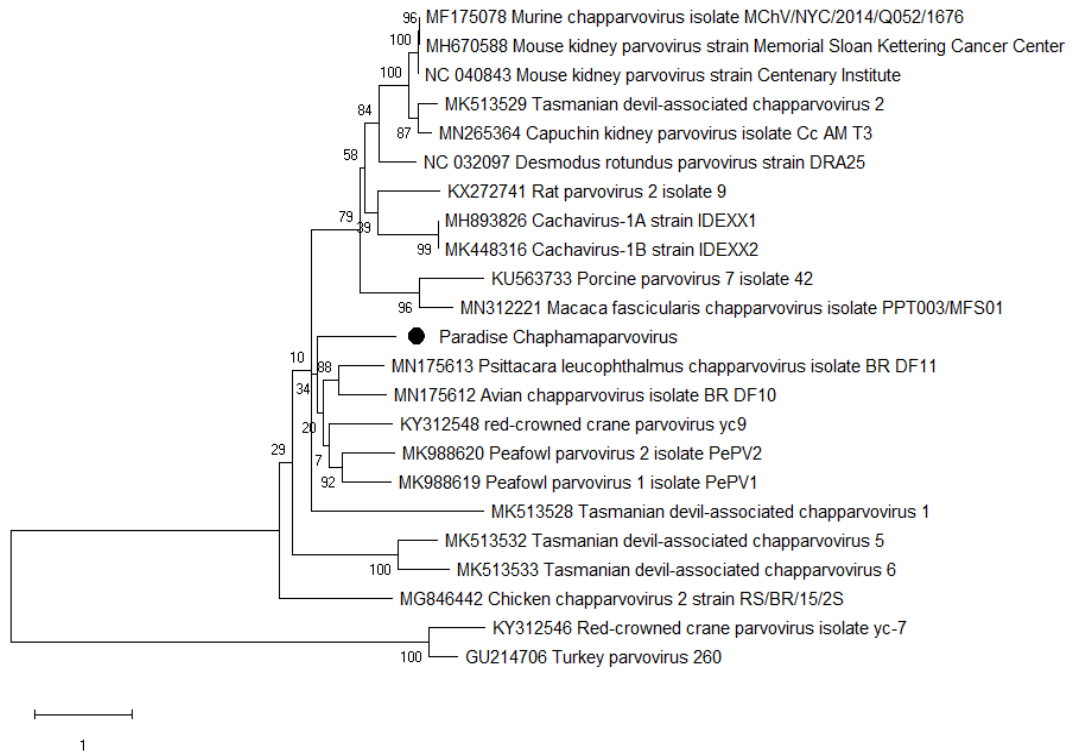 96
MF175078 Murine chapparvovirus isolate MChV/NYC/2014/Q052/1676
100
MH670588 Mouse kidney parvovirus strain Memorial Sloan Kettering Cancer Center
100
NC 040843 Mouse kidney parvovirus strain Centenary Institute
MK513529 Tasmanian devil-associated chapparvovirus 2
84
87
MN265364 Capuchin kidney parvovirus isolate Cc AM T3
58
NC 032097 Desmodus rotundus parvovirus strain DRA25
KX272741 Rat parvovirus 2 isolate 9
79
39
MH893826 Cachavirus-1A strain IDEXX1
99
MK448316 Cachavirus-1B strain IDEXX2
KU563733 Porcine parvovirus 7 isolate 42
96
MN312221 Macaca fascicularis chapparvovirus isolate PPT003/MFS01
Paradise Chaphamaparvovirus
10
88
MN175613 Psittacara leucophthalmus chapparvovirus isolate BR DF11
34
MN175612 Avian chapparvovirus isolate BR DF10
20
KY312548 red-crowned crane parvovirus yc9
29
7
MK988620 Peafowl parvovirus 2 isolate PePV2
92
MK988619 Peafowl parvovirus 1 isolate PePV1
MK513528 Tasmanian devil-associated chapparvovirus 1
MK513532 Tasmanian devil-associated chapparvovirus 5
100
MK513533 Tasmanian devil-associated chapparvovirus 6
MG846442 Chicken chapparvovirus 2 strain RS/BR/15/2S
KY312546 Red-crowned crane parvovirus isolate yc-7
100
GU214706 Turkey parvovirus 260
1